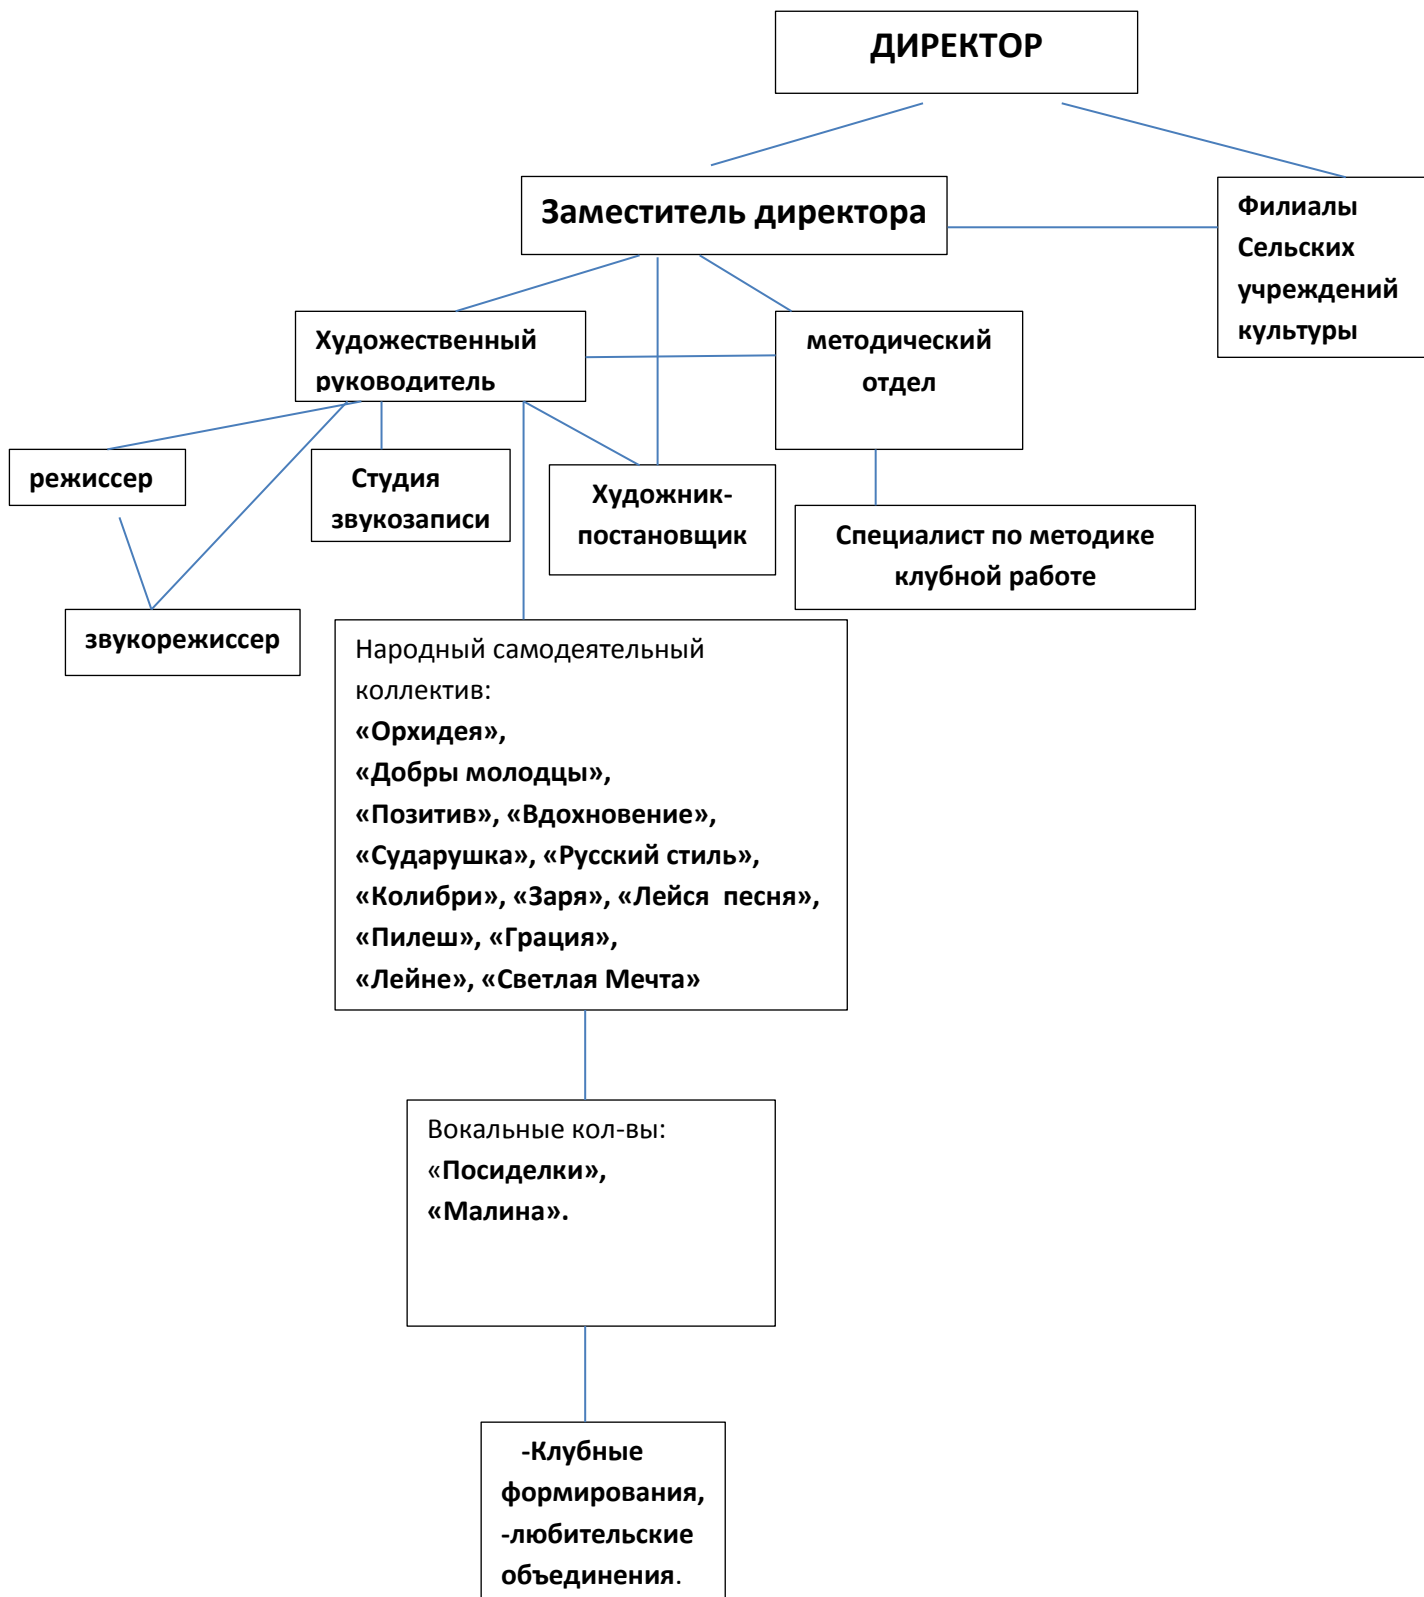 ДИРЕКТОР
Заместитель директора
Филиалы
Сельских
учреждений
культуры
Художественный
руководитель
методический
отдел
режиссер
Студия
звукозаписи
Художник-
постановщик
Специалист по методике
клубной работе
звукорежиссер
Народный самодеятельный
коллектив:
«Орхидея»,
«Добры молодцы»,
«Позитив», «Вдохновение»,
«Сударушка», «Русский стиль»,
«Колибри», «Заря», «Лейся  песня»,
«Пилеш», «Грация»,
«Лейне», «Светлая Мечта»
Вокальные кол-вы:
«Посиделки»,
«Малина».
-Клубные
формирования,
-любительские
объединения.